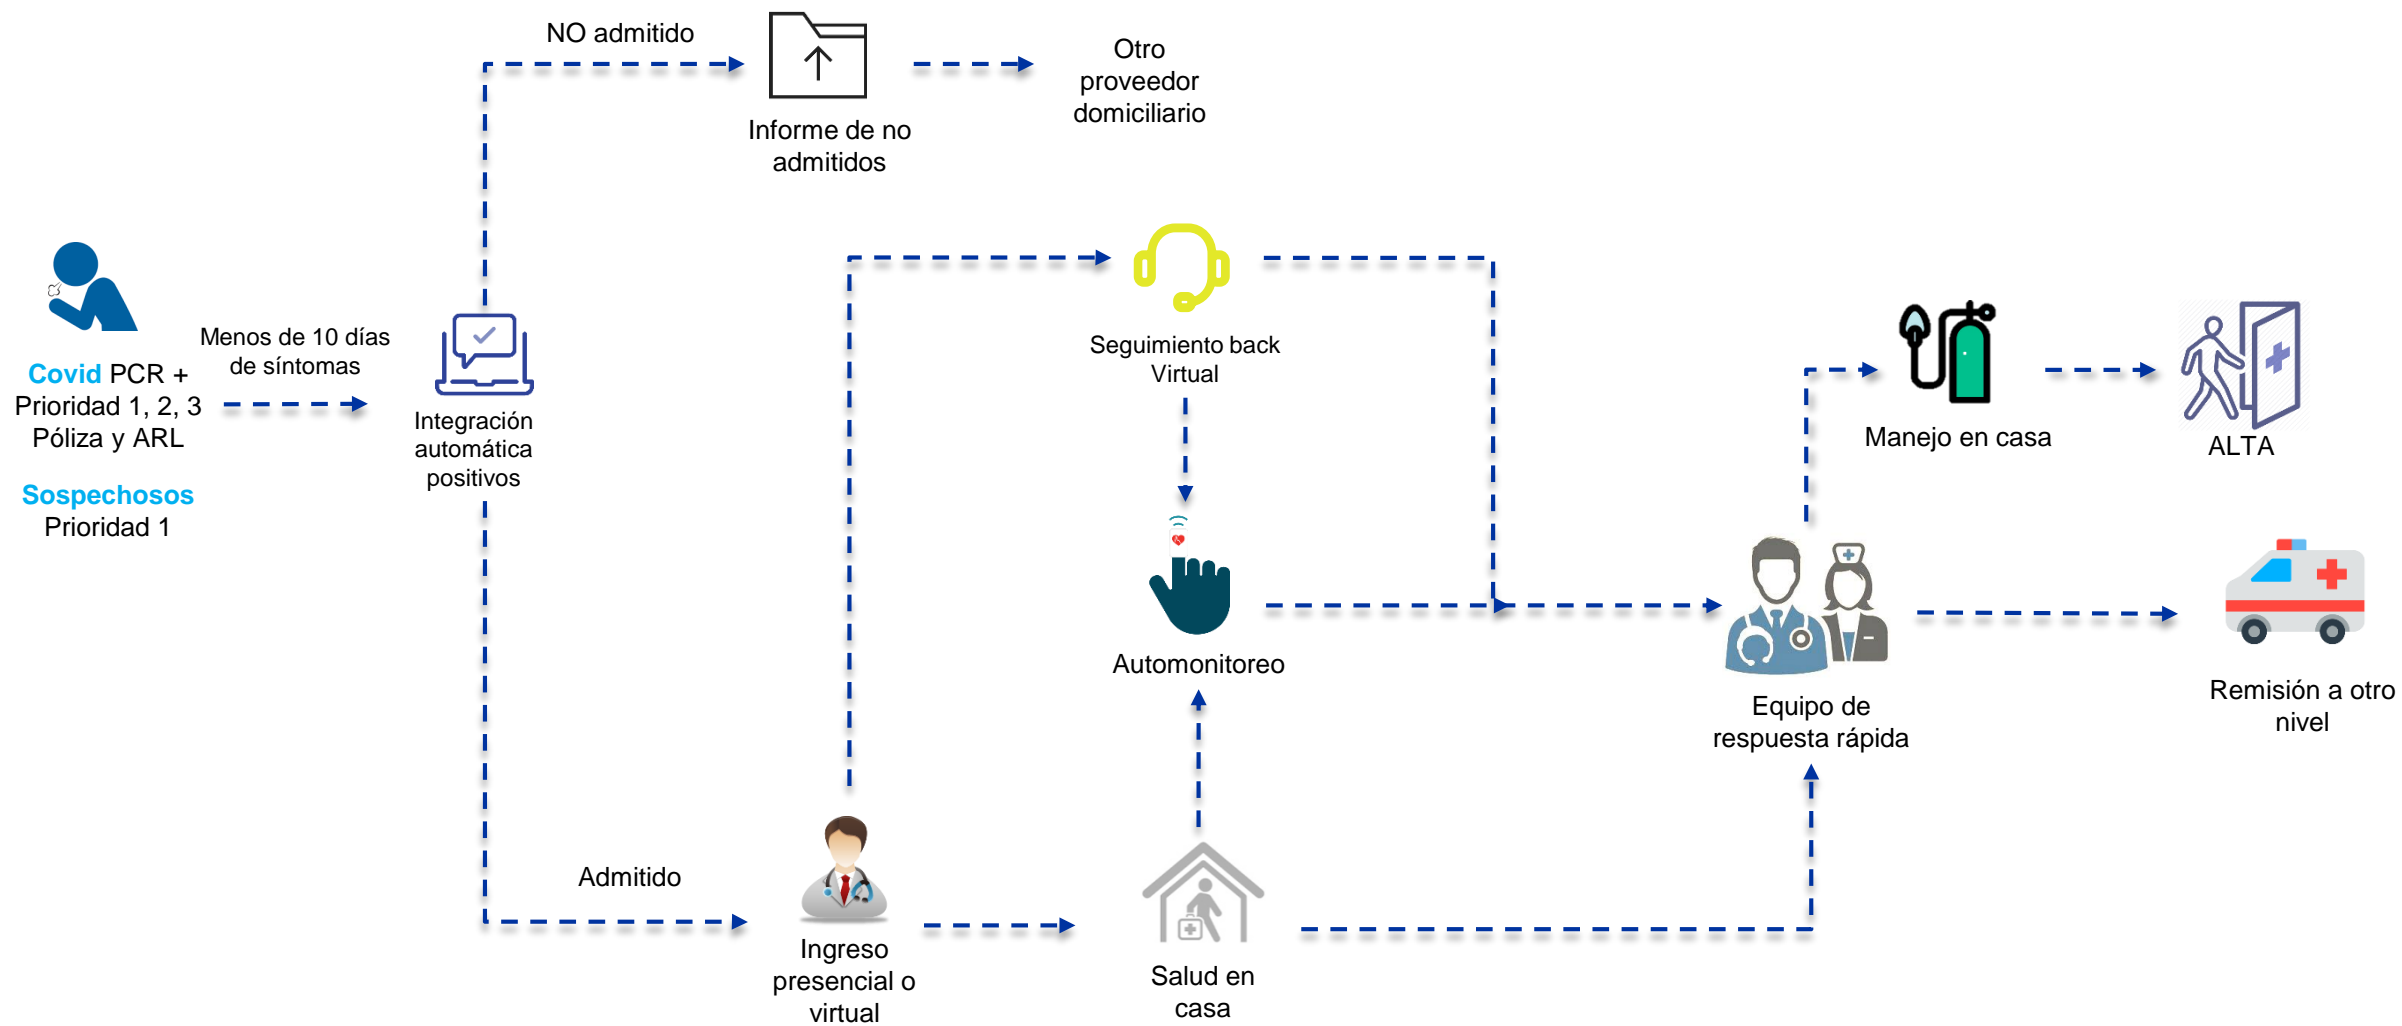 NO admitido
Informe de no
admitidos
Otro
proveedor
domiciliario
Covid PCR +
Prioridad 1, 2, 3
Póliza y ARL
Sospechosos
Prioridad 1
Menos de 10 días
de síntomas
Integración
automática
positivos
Seguimiento back
Virtual
Automonitoreo
Admitido
Ingreso
presencial o
virtual
Salud en
casa
Equipo de
respuesta rápida
Manejo en casa
ALTA
Remisión a otro
nivel